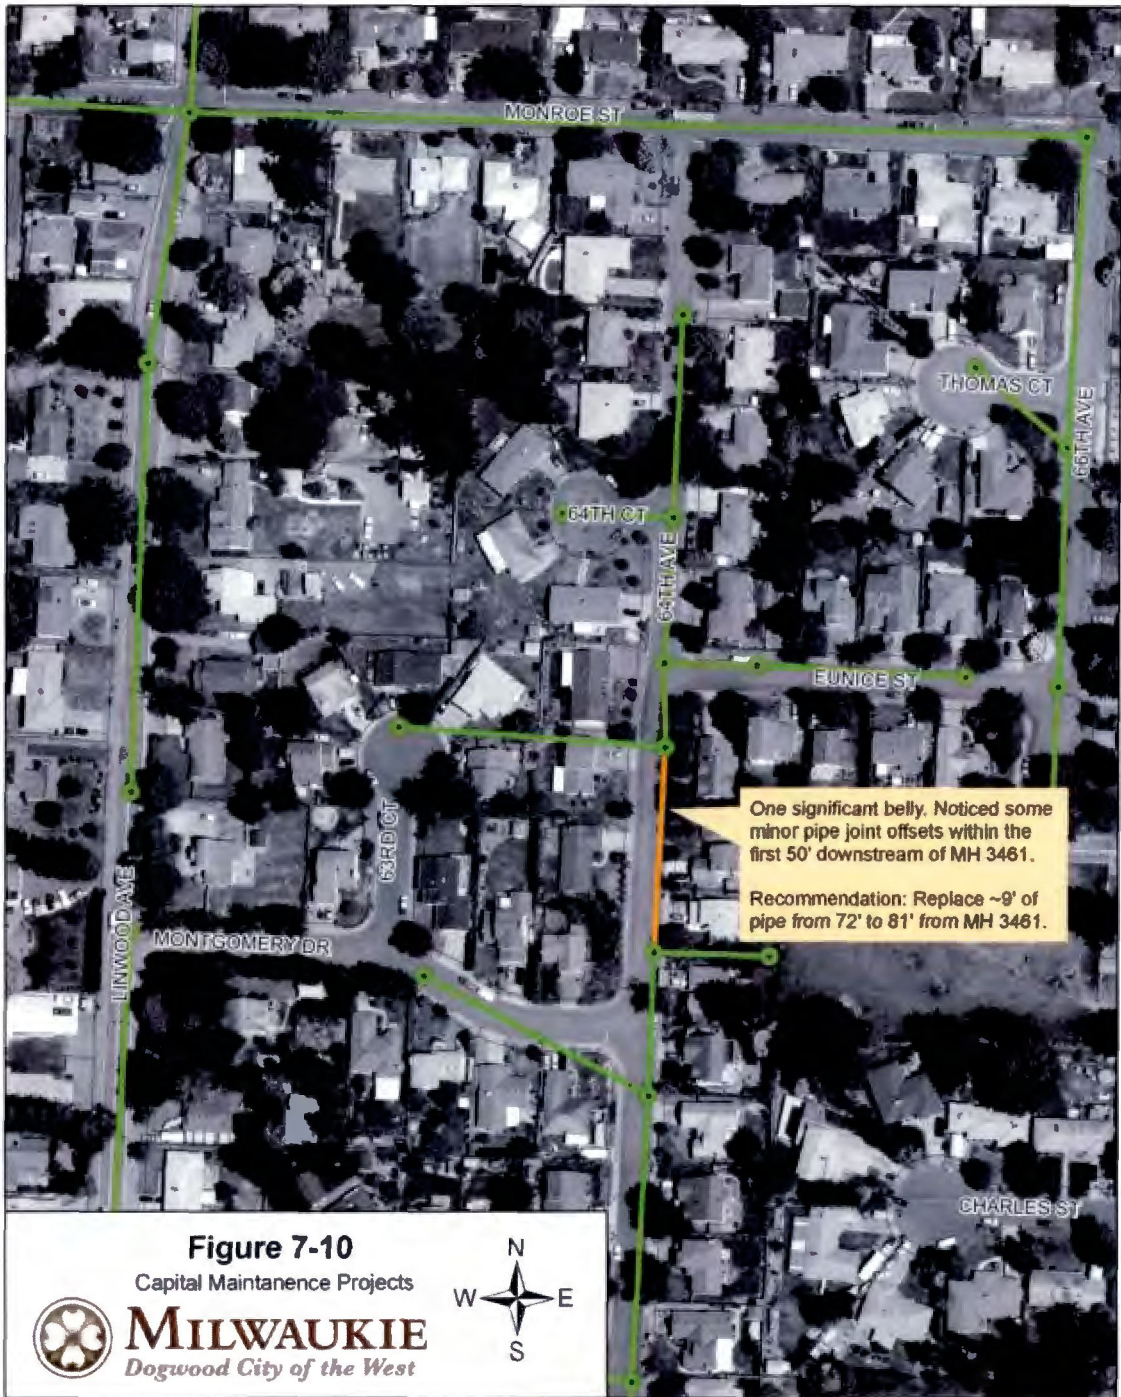 MONROE ST
THOMAS CT
66TH AVE
64TH CT
64TH AVE
EUNICE ST
One significant belly. Noticed some
minor pipe joint offsets within the
first 50' downstream of MH 3461.
Recommendation: Replace ~9' of
pipe from 72' to 81' from MH 3461.
63RD CT
LINWOOD AVE
MONTGOMERY DR
CHARLES ST
Figure 7-10
Capital Maintanence Projects
MILWAUKIE
Dogwood City of the West
N
W E
S